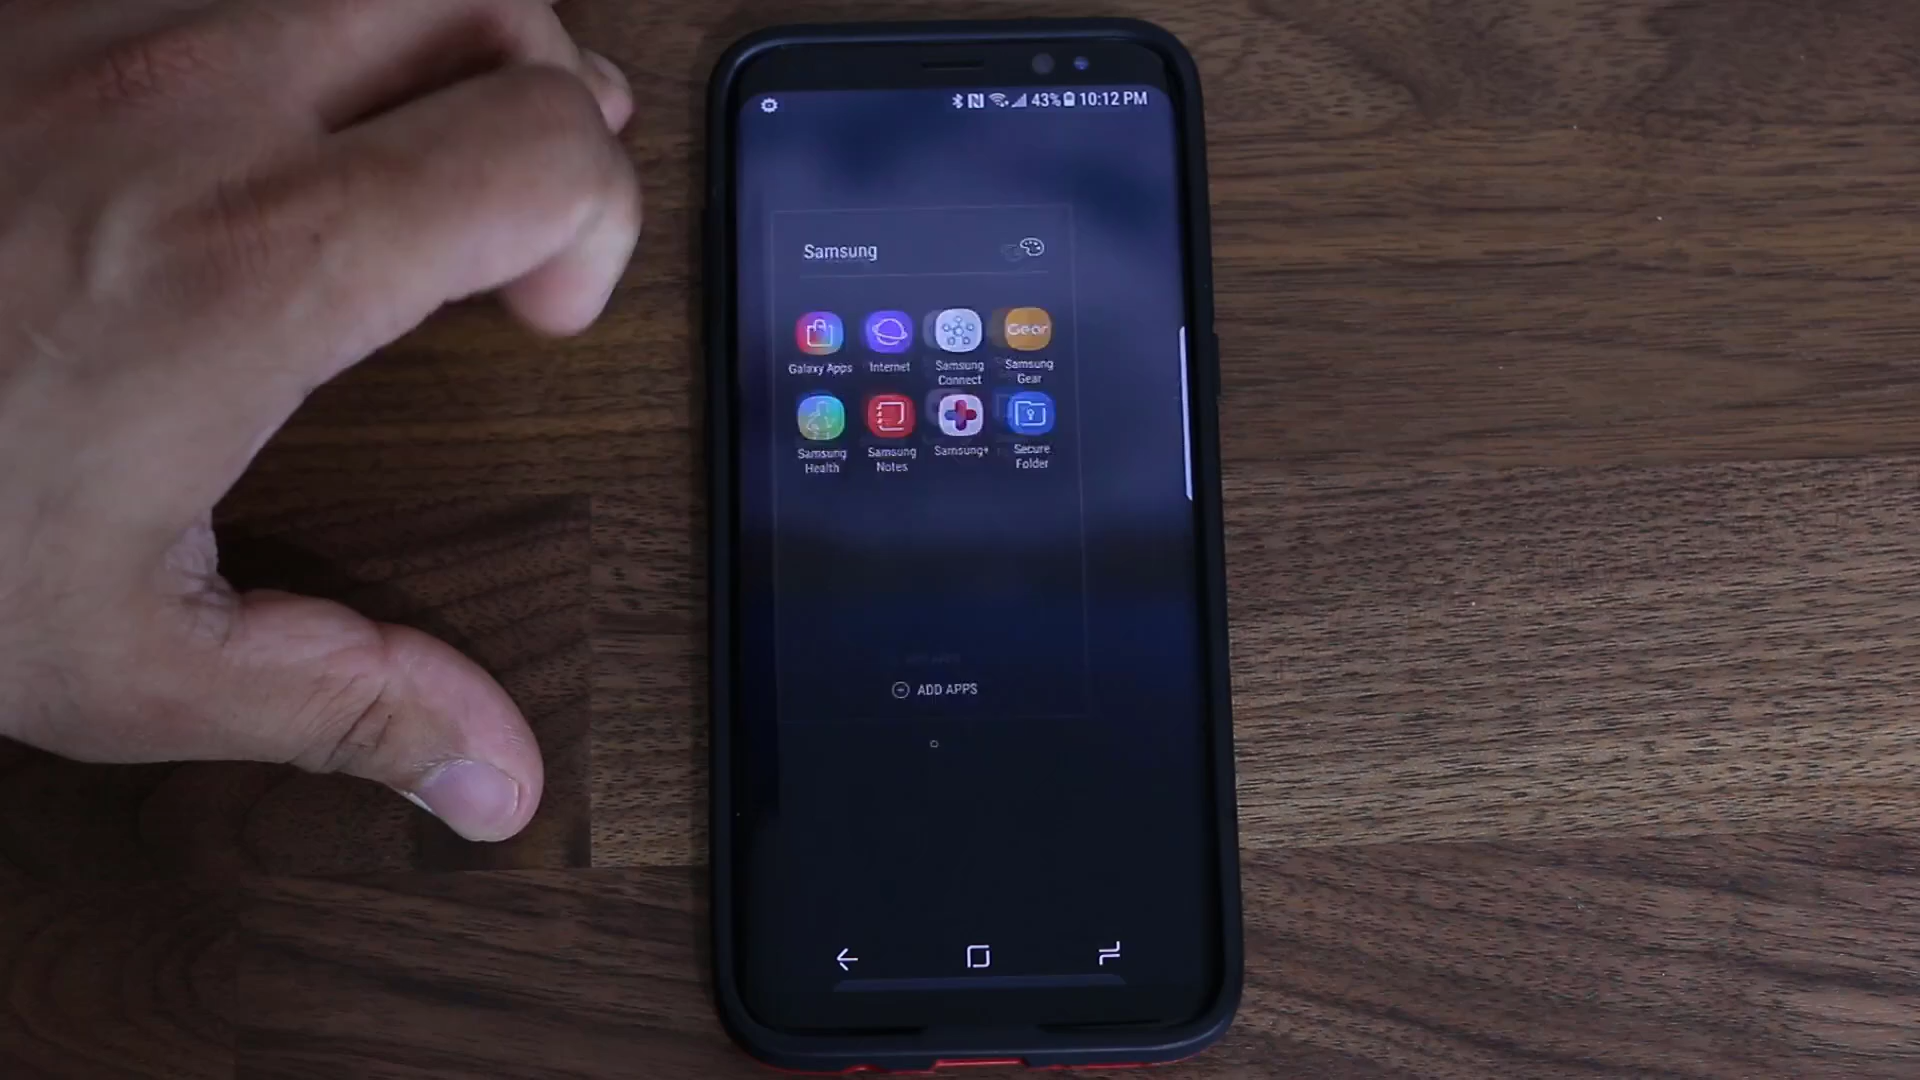 43% 10:12 PM
Samsung
Gear
Galaxy Apps
Internet
Samsung
Connect
Samsung
Gear
Samsung
Health
Samsung
Notes
Samsung+
Secure
Folder
ADD APPS